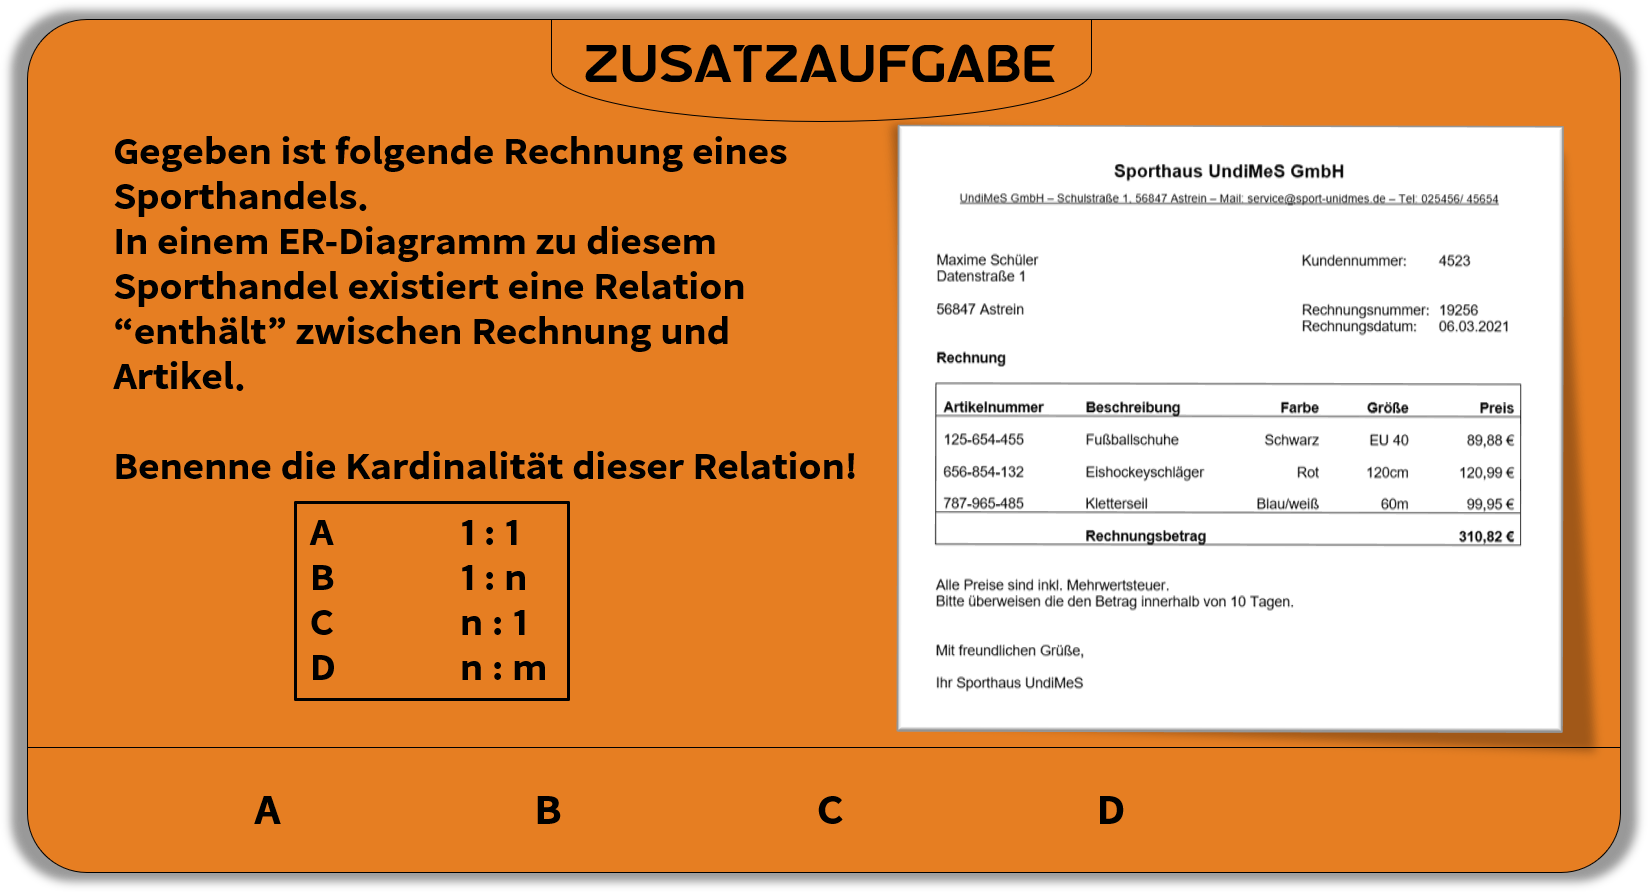 ZUSATZAUFGABE
Gegeben ist folgende Rechnung eines
Sporthandels.
In einem ER-Diagramm zu diesem
Sporthandel existiert eine Relation
“enthält” zwischen Rechnung und
Artikel.
Benenne die Kardinalität dieser Relation!
A 1 : 1
B 1 : n
C n : 1
D n : m
Sporthaus UndiMeS GmbH
UndiMeS GmbH – Schulstraße 1, 56847 Astrein – Mail: service@sport-unidmes.de – Tel: 025456/ 45654
Maxime Schüler Kundennummer: 4523
Datenstraße 1
56847 Astrein Rechnungsnummer: 19256
Rechnungsdatum: 06.03.2021
Rechnung
Artikelnummer Beschreibung Farbe Größe Preis
125-654-455 Fußballschuhe Schwarz EU 40 89,88 €
656-854-132 Eishockeyschläger Rot 120cm 120,99 €
787-965-485 Kletterseil Blau/weiß 60m 99,95 €
Rechnungsbetrag 310,82 €
Alle Preise sind inkl. Mehrwertsteuer.
Bitte überweisen die den Betrag innerhalb von 10 Tagen.
Mit freundlichen Grüße,
Ihr Sporthaus UndiMeS
A B C D